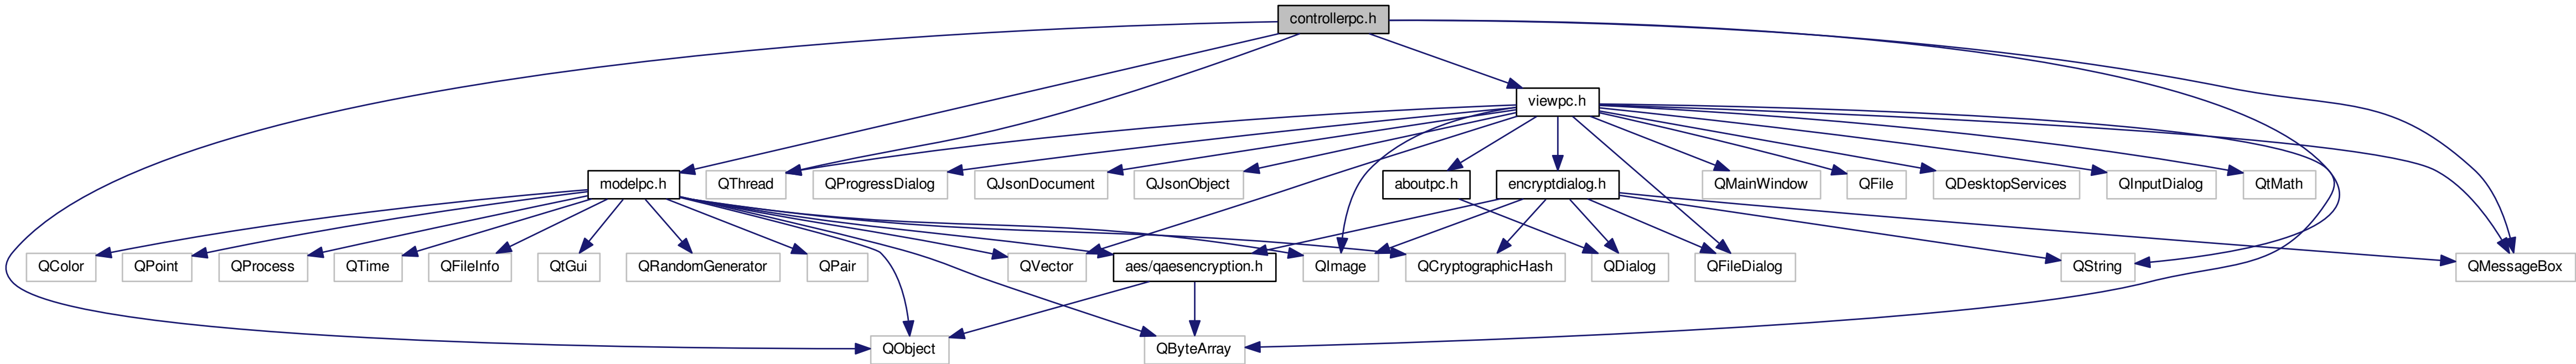 controllerpc.h
viewpc.h
modelpc.h
QThread
QProgressDialog
QJsonDocument
QJsonObject
aboutpc.h
encryptdialog.h
QMainWindow
QFile
QDesktopServices
QInputDialog
QtMath
QColor
QPoint
QProcess
QTime
QFileInfo
QtGui
QRandomGenerator
QPair
QVector
aes/qaesencryption.h
QImage
QCryptographicHash
QDialog
QFileDialog
QString
QMessageBox
QObject
QByteArray